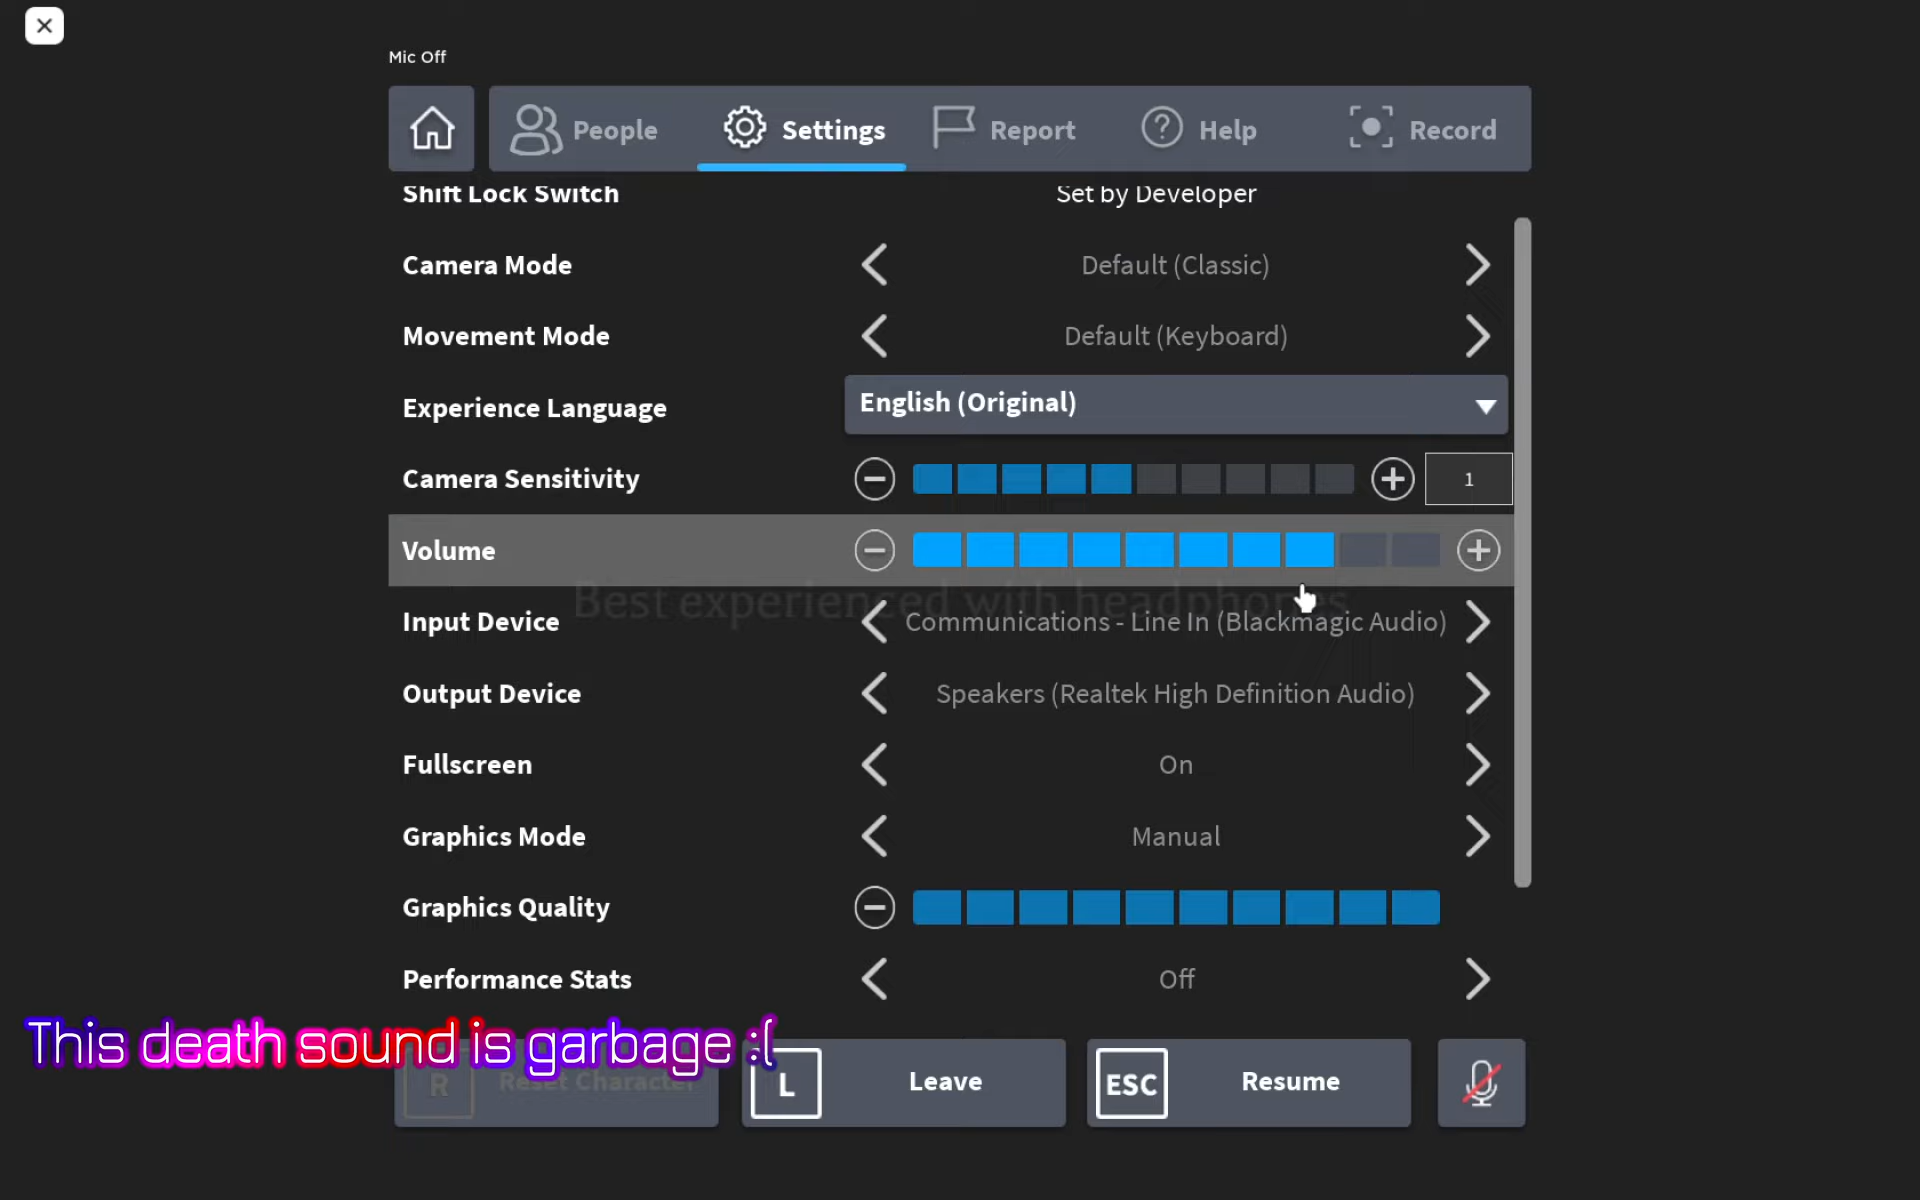 Mic Off
People Settings Report Help Record
Shift Lock Switch Set by Developer
Camera Mode Default (Classic)
Movement Mode Default (Keyboard)
Experience Language English (Original)
Camera Sensitivity 1
Volume
Best experienced with headphones
Input Device Communications - Line In (Blackmagic Audio)
Output Device Speakers (Realtek High Definition Audio)
Fullscreen On
Graphics Mode Manual
Graphics Quality
Performance Stats Off
This death sound is garbage :(
R Reset Character L Leave ESC Resume